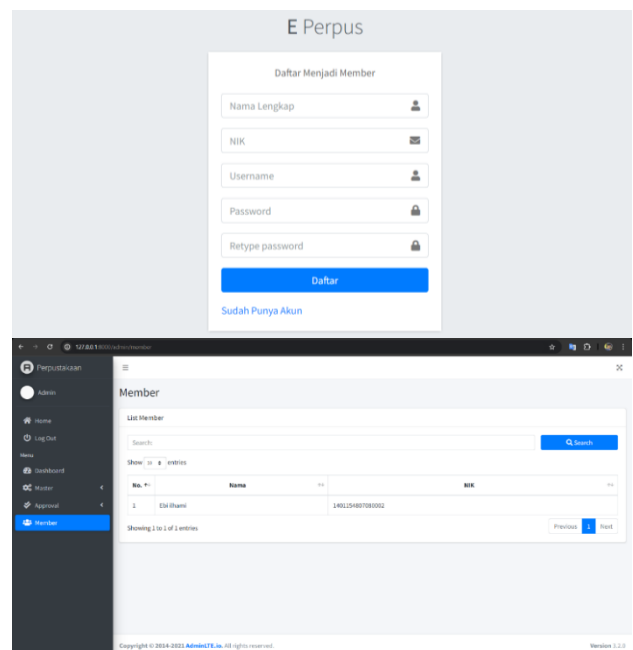 E Perpus
Daftar Menjadi Member
Nama Lengkap
NIK
Username
Password
Retype password
Daftar
Sudah Punya Akun
127.0.0.1:8000/admin/member
Perpustakaan
Admin
Home
Log Out
Menu
Dashboard
Master
Approval
Member
Member
List Member
Search
Search
Show entries
No. Nama NIK
1 Ebi Ilhami
Showing 1 to 1 of 1 entries
Previous 1 Next
Copyright © 2014-2021 AdminLTE.io. All rights reserved.
Version 3.2.0